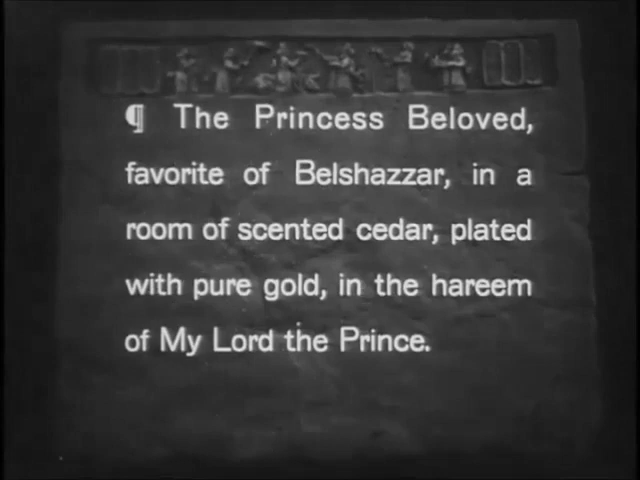 ¶ The Princess Beloved,
favorite of Belshazzar, in a
room of scented cedar, plated
with pure gold, in the hareem
of My Lord the Prince.